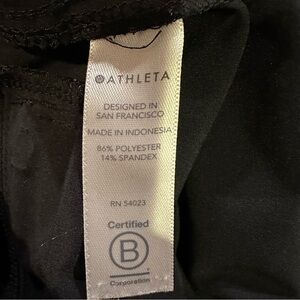 ATHLETA
DESIGNED IN
SAN FRANCISCO
MADE IN INDONESIA
86% POLYESTER
14% SPANDEX
RN 54023
Certified
B
Corporation